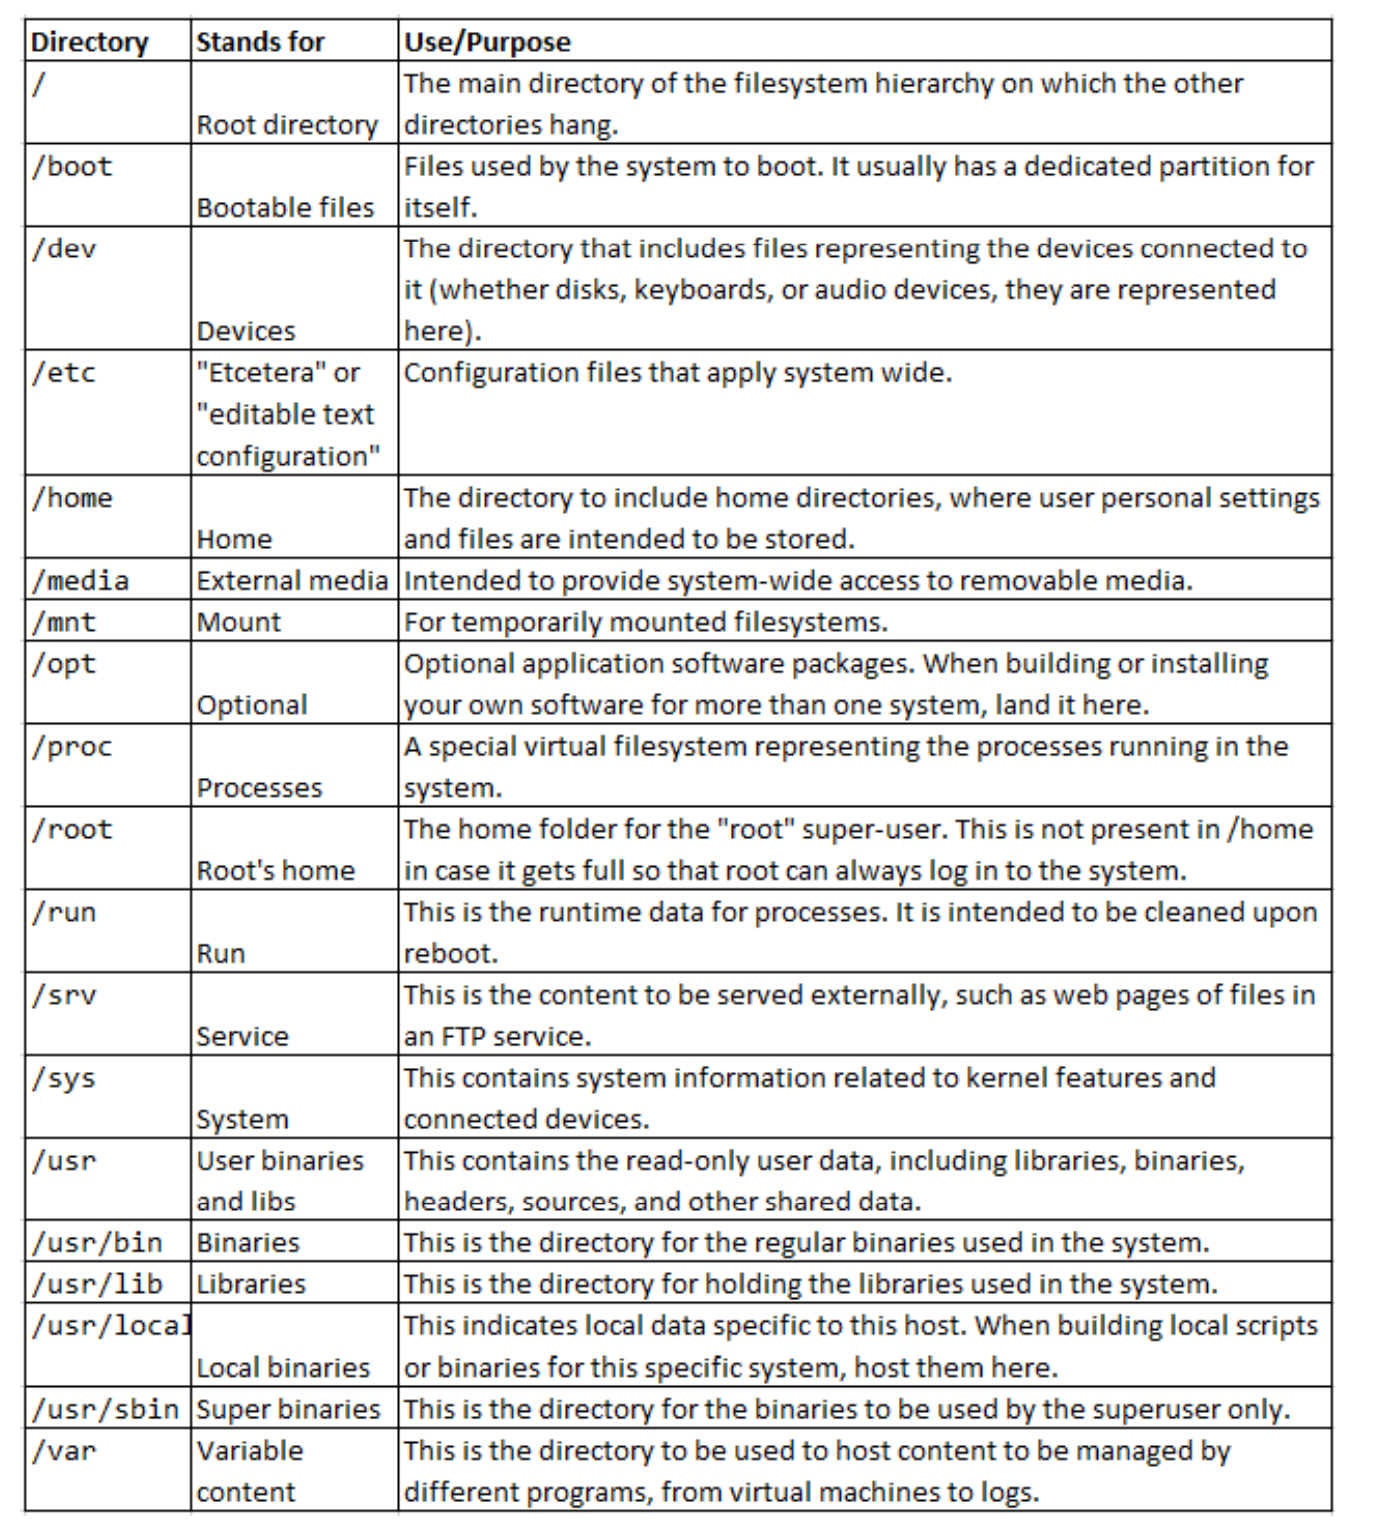 Directory Stands for Use/Purpose
/ The main directory of the filesystem hierarchy on which the other
Root directory directories hang.
/boot Files used by the system to boot. It usually has a dedicated partition for
Bootable files itself.
/dev The directory that includes files representing the devices connected to
it (whether disks, keyboards, or audio devices, they are represented
Devices here).
/etc "Etcetera" or Configuration files that apply system wide.
"editable text
configuration"
/home The directory to include home directories, where user personal settings
Home and files are intended to be stored.
/media External media Intended to provide system-wide access to removable media.
/mnt Mount For temporarily mounted filesystems.
/opt Optional application software packages. When building or installing
Optional your own software for more than one system, land it here.
/proc A special virtual filesystem representing the processes running in the
Processes system.
/root The home folder for the "root" super-user. This is not present in /home
Root's home in case it gets full so that root can always log in to the system.
/run This is the runtime data for processes. It is intended to be cleaned upon
Run reboot.
/srv This is the content to be served externally, such as web pages of files in
Service an FTP service.
/sys This contains system information related to kernel features and
System connected devices.
/usr User binaries This contains the read-only user data, including libraries, binaries,
and libs headers, sources, and other shared data.
/usr/bin Binaries This is the directory for the regular binaries used in the system.
/usr/lib Libraries This is the directory for holding the libraries used in the system.
/usr/local This indicates local data specific to this host. When building local scripts
Local binaries or binaries for this specific system, host them here.
/usr/sbin Super binaries This is the directory for the binaries to be used by the superuser only.
/var Variable This is the directory to be used to host content to be managed by
content different programs, from virtual machines to logs.